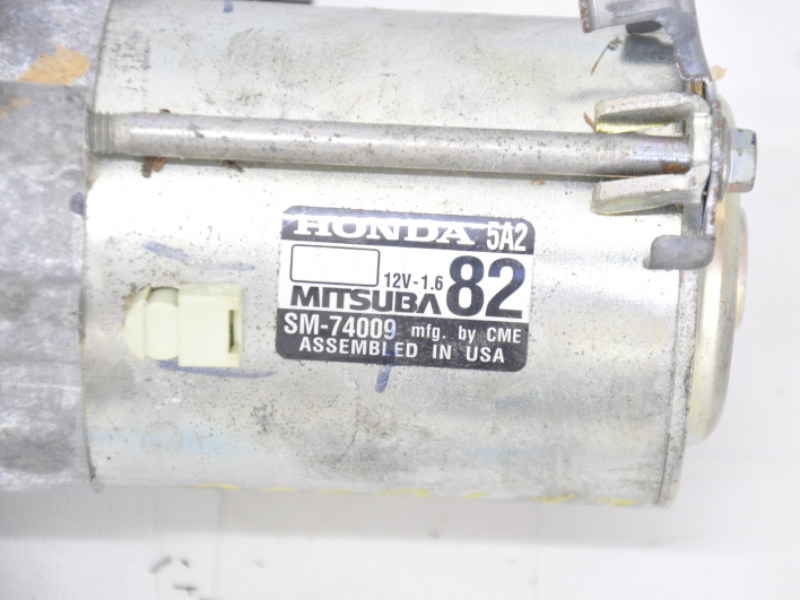 HONDA 5A2
12V-1.6 82
MITSUBA
SM-74009 mfg. by CME
ASSEMBLED IN USA